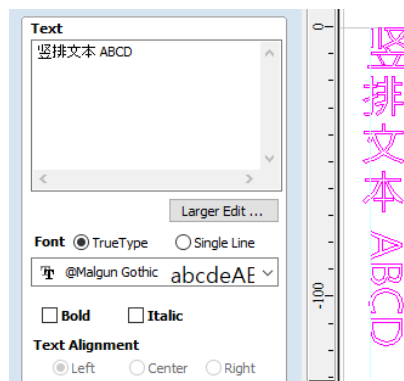 Text
竖排文本 ABCD
Larger Edit ...
Font TrueType Single Line
@Malgun Gothic abcdeAE
Bold Italic
Text Alignment
Left Center Right
0
-100
竖排文本 ABCD